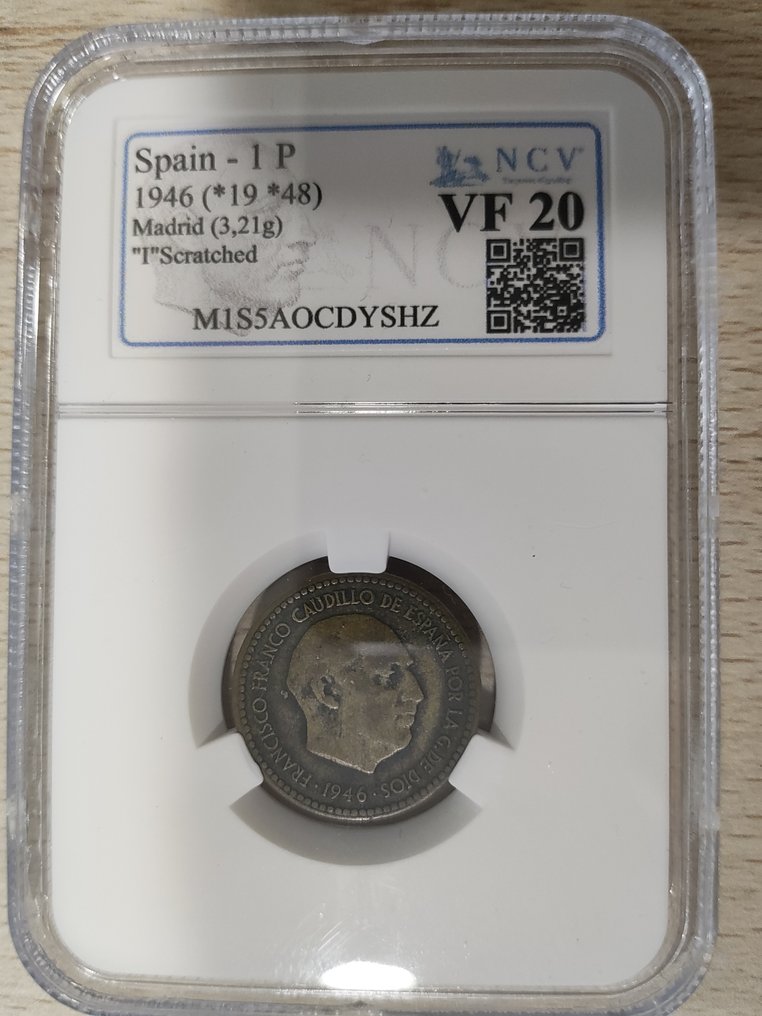 Spain - 1 P
1946 (*19 *48)
Madrid (3,21g)
"I"Scratched
NCV
VF 20
M1S5AOCDYSHZ
NC
FRANCISCO FRANCO CAUDILLO DE ESPAÑA POR LA G. DE DIOS
· 1946 ·